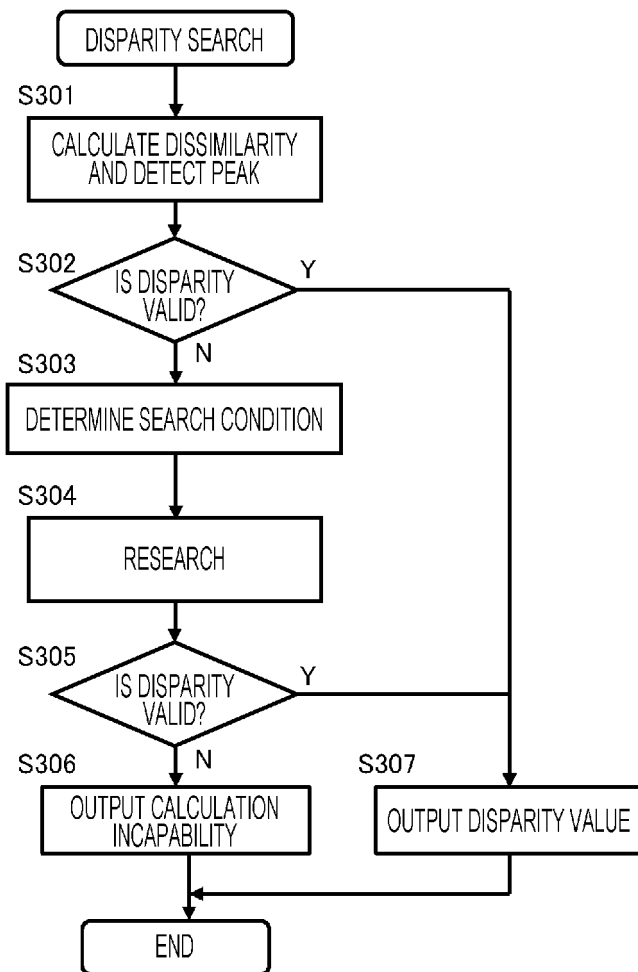 DISPARITY SEARCH
S301
CALCULATE DISSIMILARITY
AND DETECT PEAK
S302
IS DISPARITY
VALID?
Y
N
S303
DETERMINE SEARCH CONDITION
S304
RESEARCH
S305
IS DISPARITY
VALID?
Y
N
S306
OUTPUT CALCULATION
INCAPABILITY
S307
OUTPUT DISPARITY VALUE
END